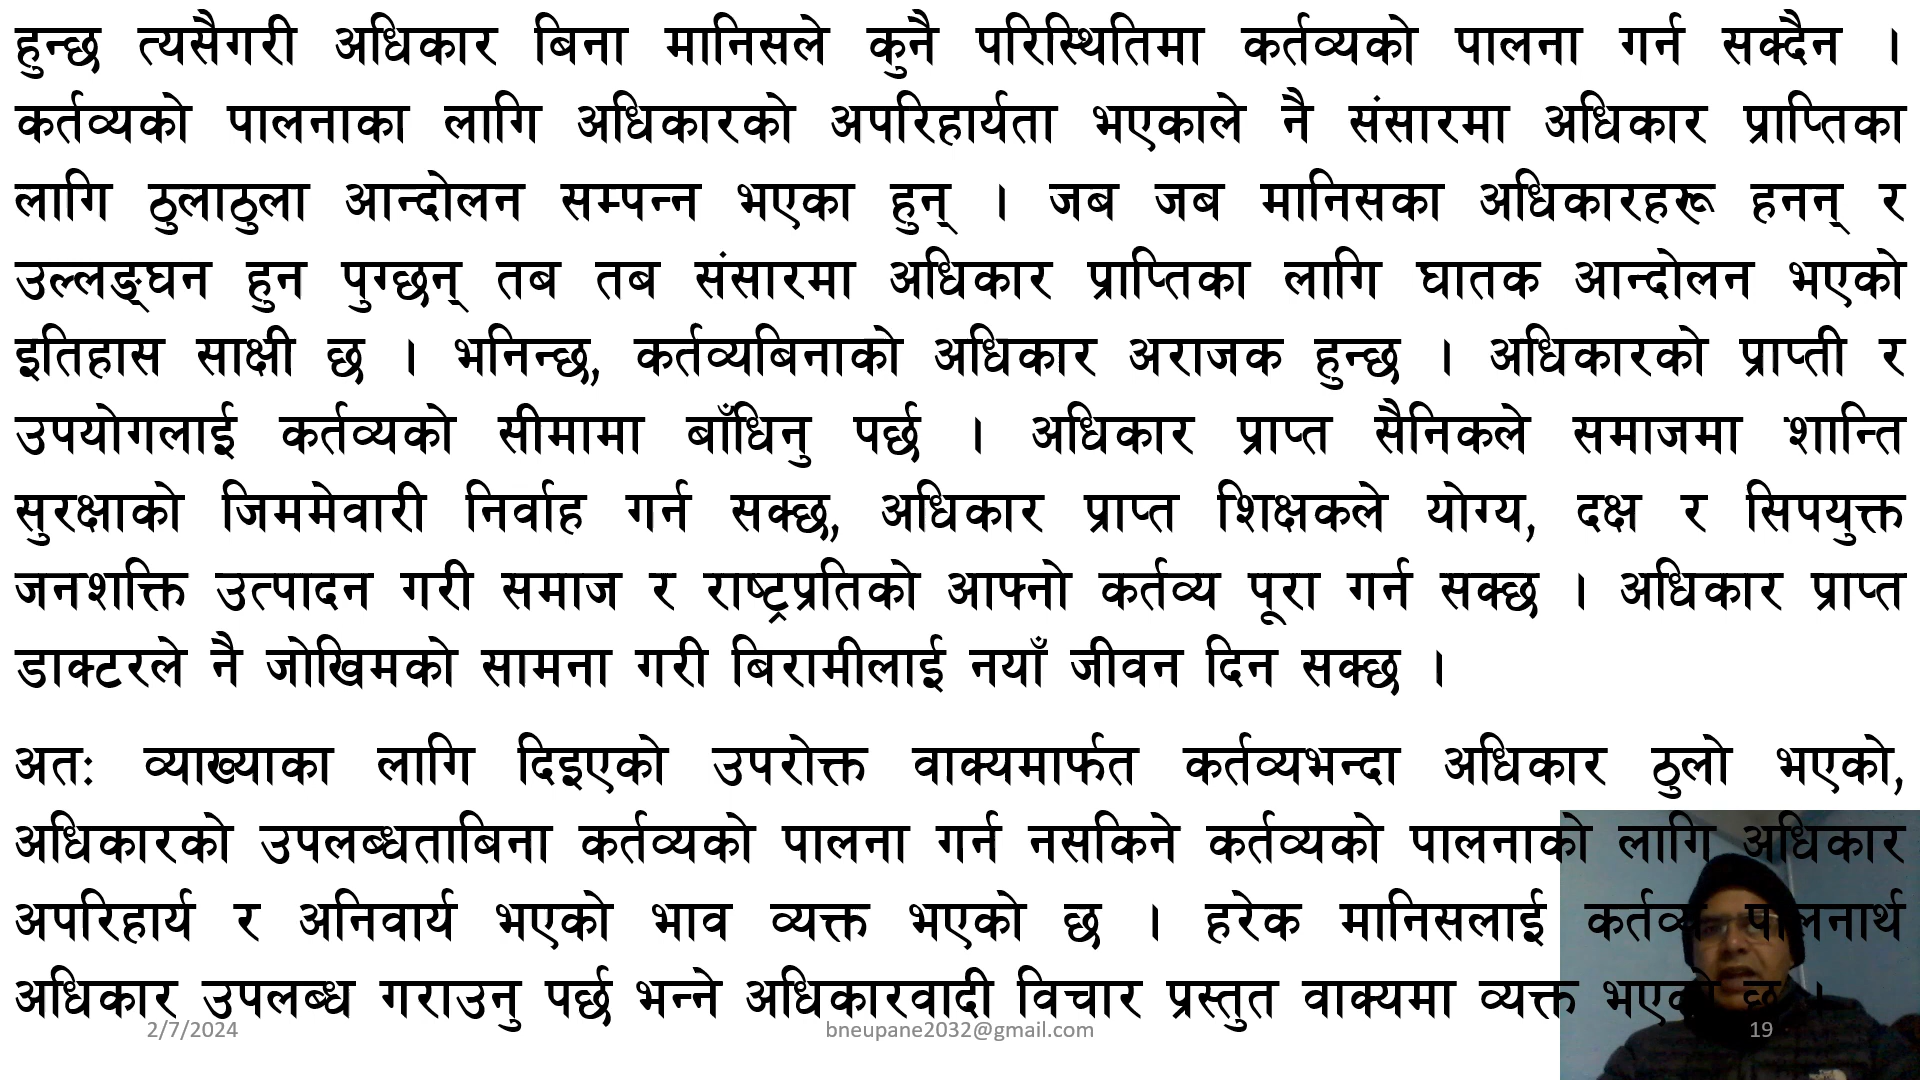 हुन्छ त्यसैगरी अधिकार बिना मानिसले कुनै परिस्थितिमा कर्तव्यको पालना गर्न सक्दैन ।
कर्तव्यको पालनाका लागि अधिकारको अपरिहार्यता भएकाले नै संसारमा अधिकार प्राप्तिका
लागि ठुलाठुला आन्दोलन सम्पन्न भएका हुन् । जब जब मानिसका अधिकारहरू हनन् र
उल्लङ्घन हुन पुग्छन् तब तब संसारमा अधिकार प्राप्तिका लागि घातक आन्दोलन भएको
इतिहास साक्षी छ । भनिन्छ, कर्तव्यबिनाको अधिकार अराजक हुन्छ । अधिकारको प्राप्ती र
उपयोगलाई कर्तव्यको सीमामा बाँधिनु पर्छ । अधिकार प्राप्त सैनिकले समाजमा शान्ति
सुरक्षाको जिममेवारी निर्वाह गर्न सक्छ, अधिकार प्राप्त शिक्षकले योग्य, दक्ष र सिपयुक्त
जनशक्ति उत्पादन गरी समाज र राष्ट्रप्रतिको आफ्नो कर्तव्य पूरा गर्न सक्छ । अधिकार प्राप्त
डाक्टरले नै जोखिमको सामना गरी बिरामीलाई नयाँ जीवन दिन सक्छ ।
अतः व्याख्याका लागि दिइएको उपरोक्त वाक्यमार्फत कर्तव्यभन्दा अधिकार ठुलो भएको,
अधिकारको उपलब्धताबिना कर्तव्यको पालना गर्न नसकिने कर्तव्यको पालनाको लागि अधिकार
अपरिहार्य र अनिवार्य भएको भाव व्यक्त भएको छ । हरेक मानिसलाई कर्तव्य पालनार्थ
अधिकार उपलब्ध गराउनु पर्छ भन्ने अधिकारवादी विचार प्रस्तुत वाक्यमा व्यक्त भएको छ ।
2/7/2024 bneupane2032@gmail.com 19